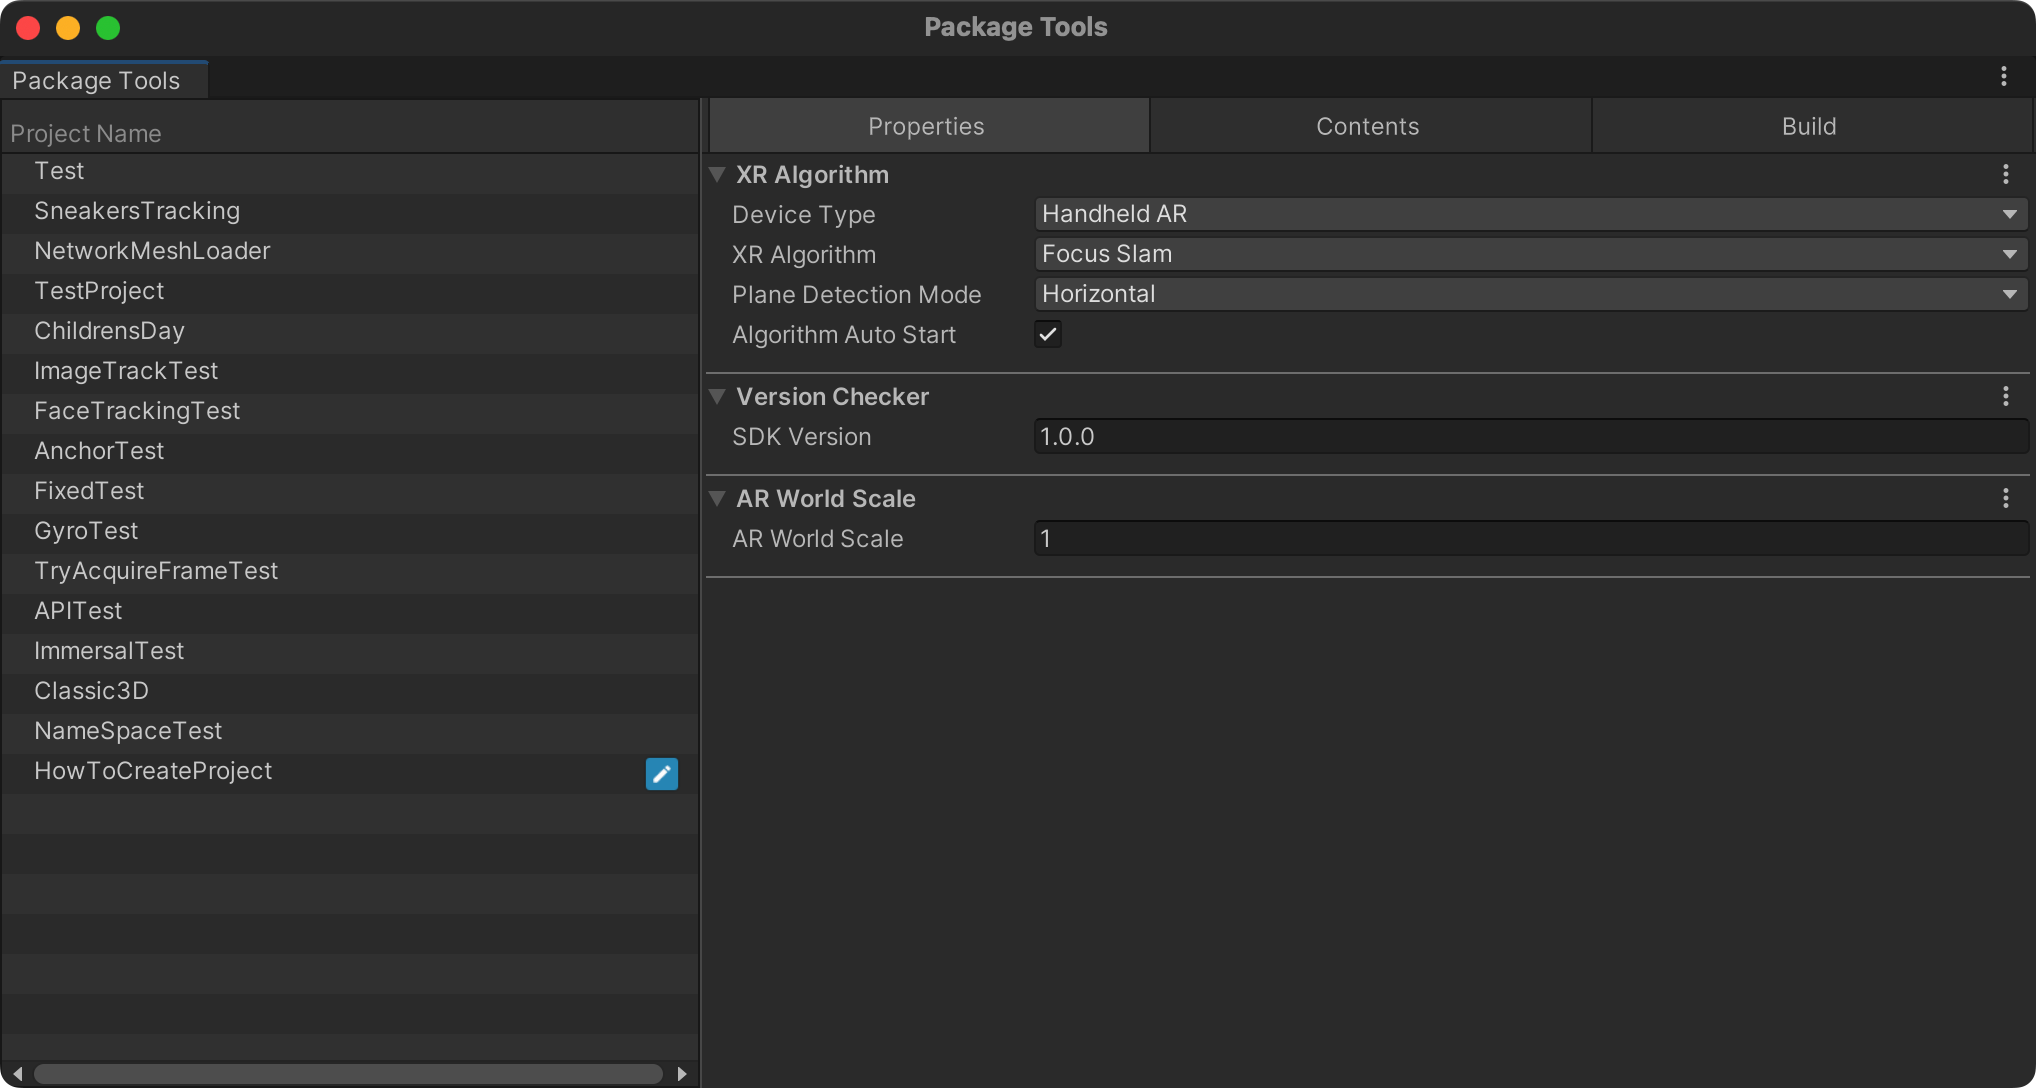 Package Tools
Package Tools
Project Name
Test
SneakersTracking
NetworkMeshLoader
TestProject
ChildrensDay
ImageTrackTest
FaceTrackingTest
AnchorTest
FixedTest
GyroTest
TryAcquireFrameTest
APITest
ImmersalTest
Classic3D
NameSpaceTest
HowToCreateProject
Properties Contents Build
XR Algorithm
Device Type Handheld AR
XR Algorithm Focus Slam
Plane Detection Mode Horizontal
Algorithm Auto Start
Version Checker
SDK Version 1.0.0
AR World Scale
AR World Scale 1